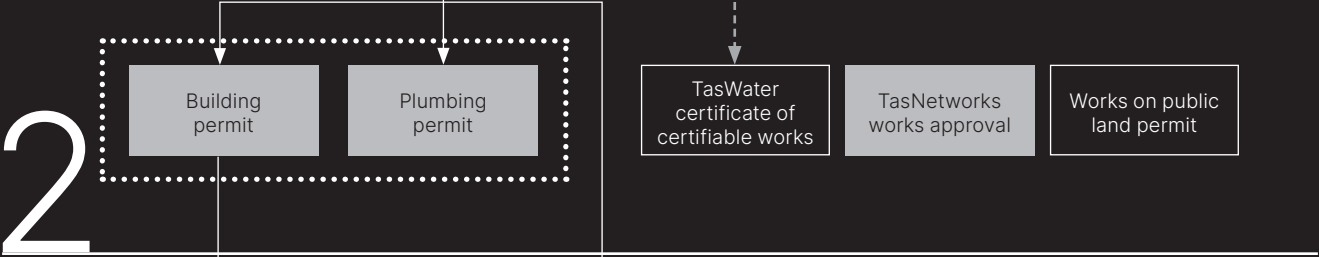 2
Building
permit
Plumbing
permit
TasWater
certificate of
certifiable works
TasNetworks
works approval
Works on public
land permit